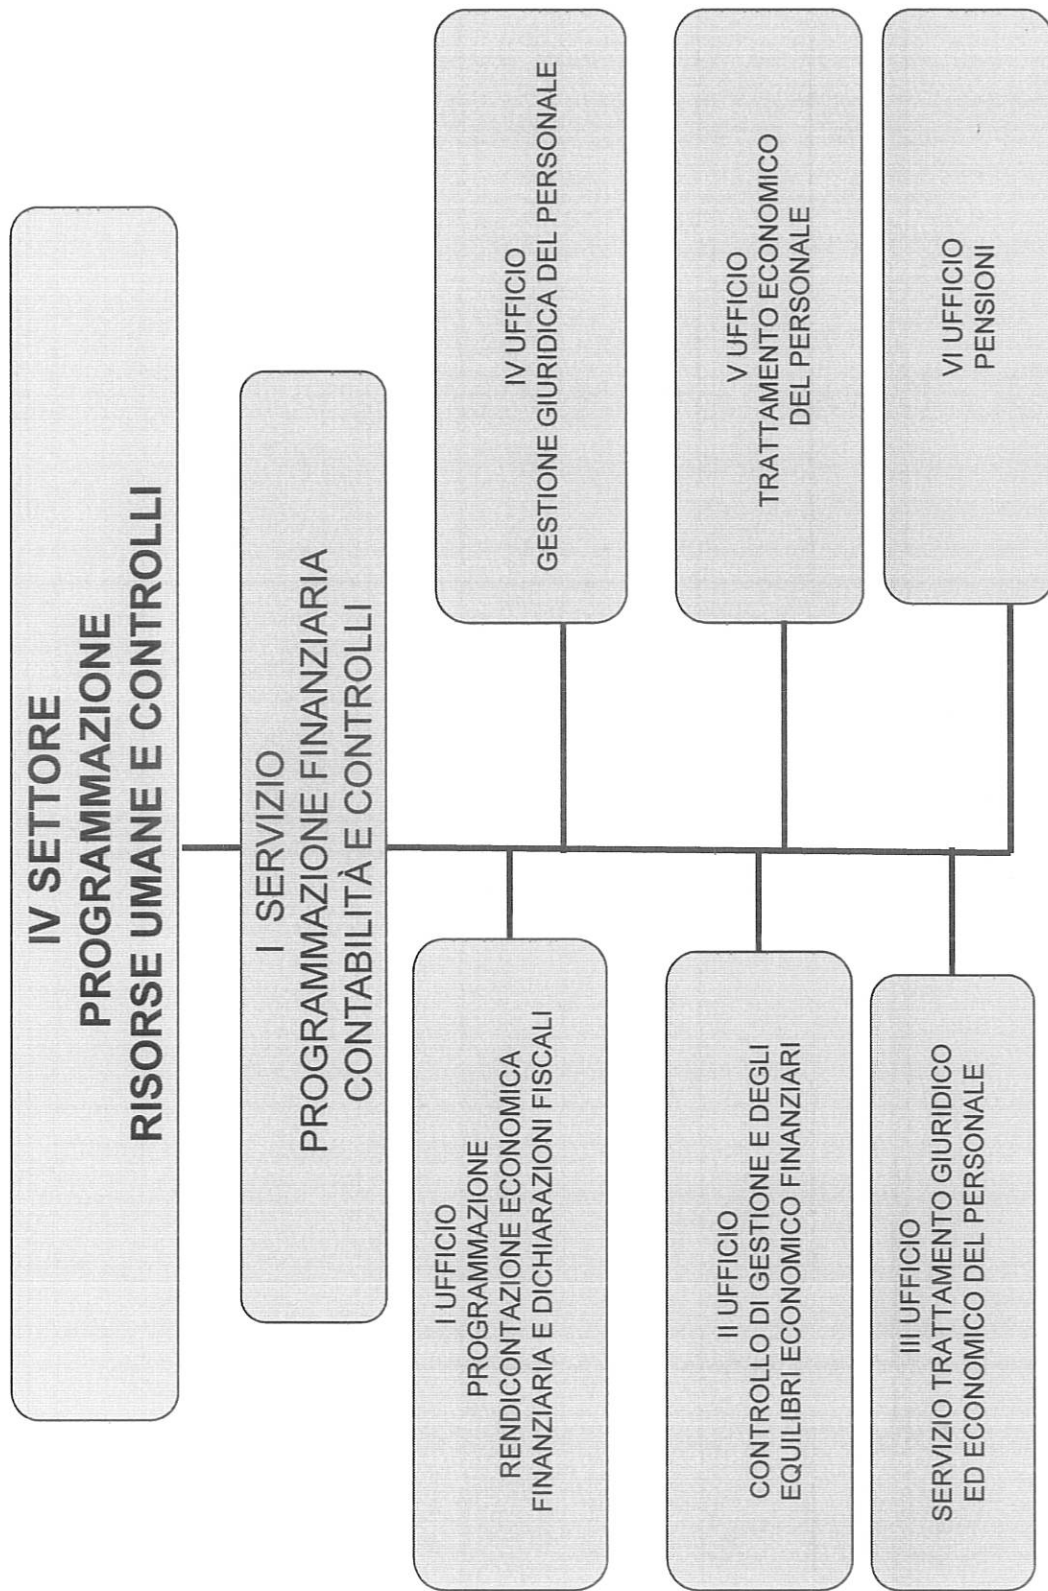 IV SETTORE
PROGRAMMAZIONE
RISORSE UMANE E CONTROLLI
I SERVIZIO
PROGRAMMAZIONE FINANZIARIA
CONTABILITÀ E CONTROLLI
I UFFICIO
PROGRAMMAZIONE
RENDICONTAZIONE ECONOMICA
FINANZIARIA E DICHIARAZIONI FISCALI
II UFFICIO
CONTROLLO DI GESTIONE E DEGLI
EQUILIBRI ECONOMICO FINANZIARI
III UFFICIO
SERVIZIO TRATTAMENTO GIURIDICO
ED ECONOMICO DEL PERSONALE
IV UFFICIO
GESTIONE GIURIDICA DEL PERSONALE
V UFFICIO
TRATTAMENTO ECONOMICO
DEL PERSONALE
VI UFFICIO
PENSIONI